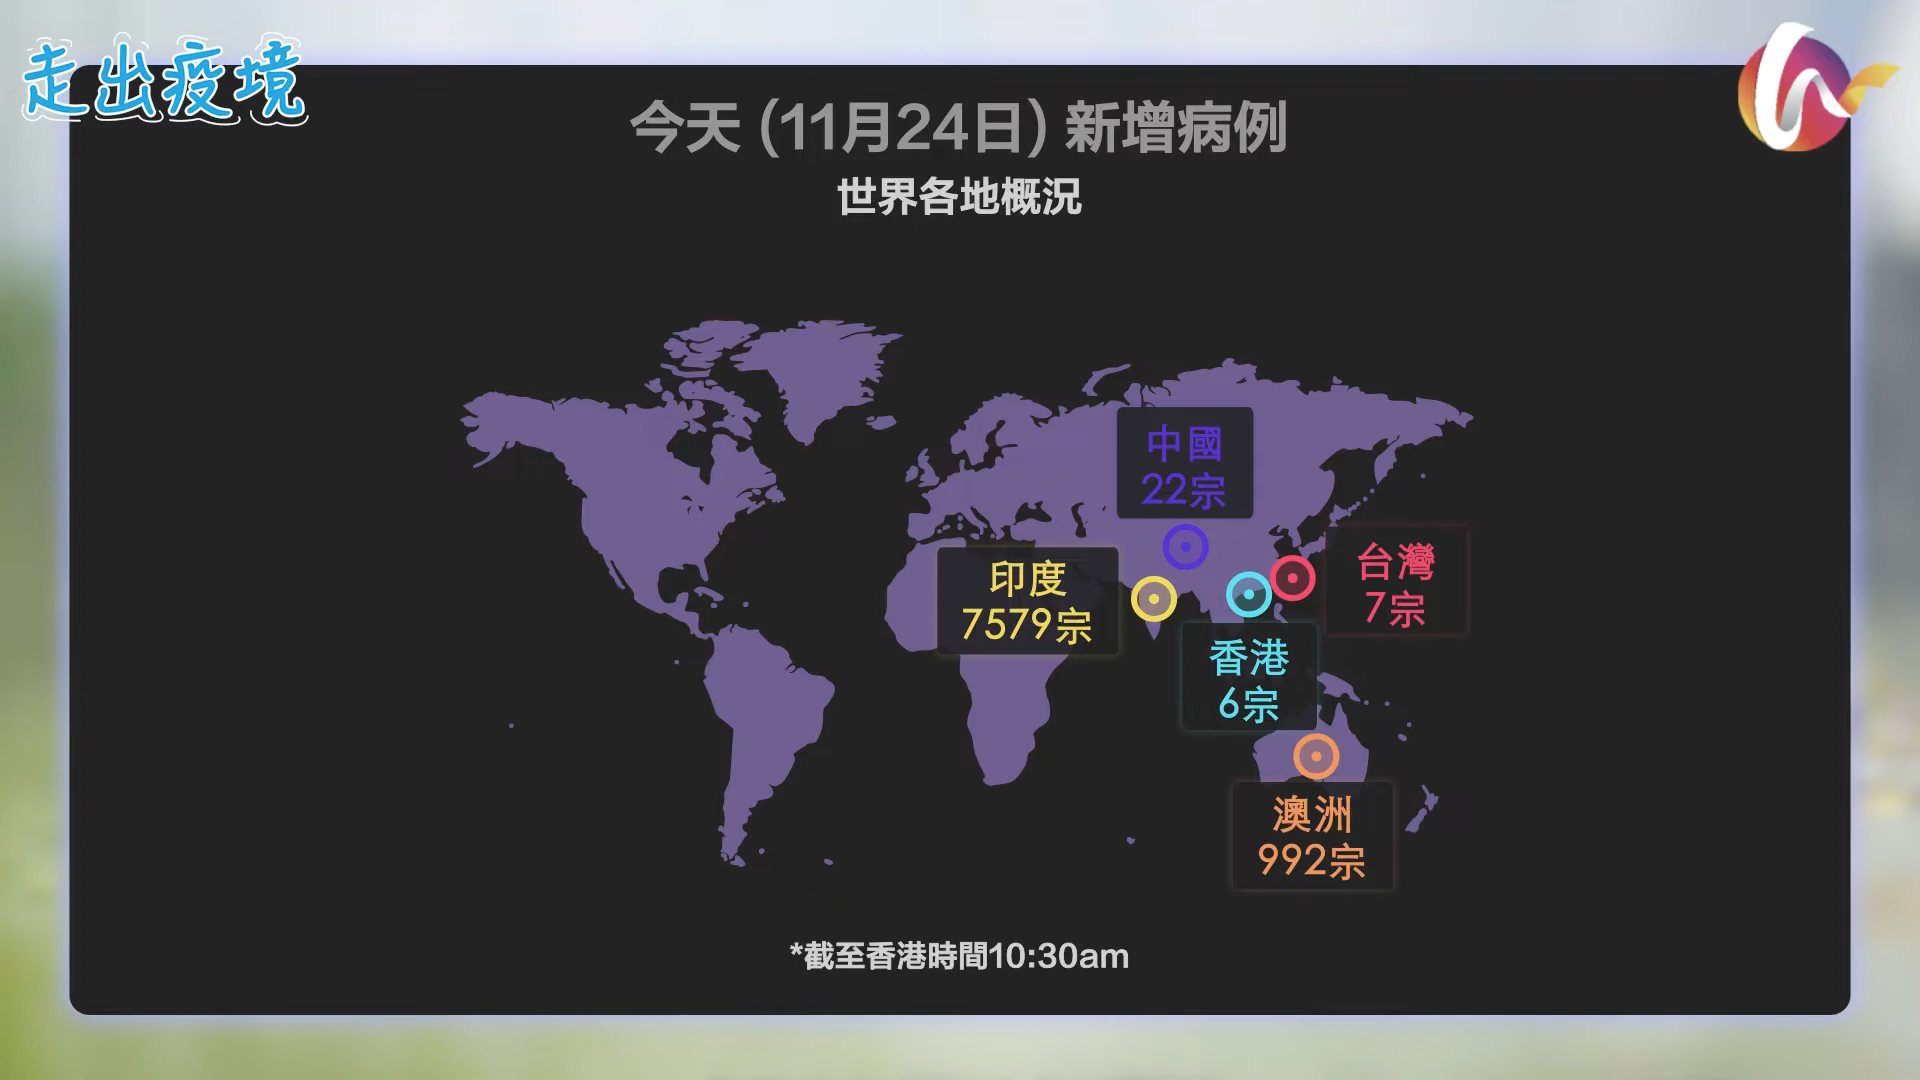 走出疫境
今天 (11月24日) 新增病例
世界各地概況
中國
22宗
印度
7579宗
台灣
7宗
香港
6宗
澳洲
992宗
*截至香港時間10:30am